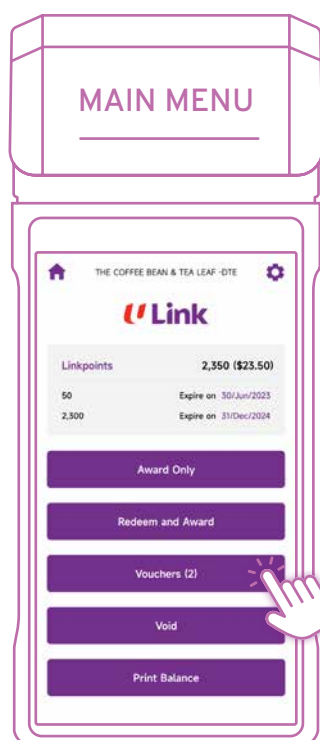 MAIN MENU
THE COFFEE BEAN & TEA LEAF -DTE
Link
Linkpoints 2,350 ($23.50)
50 Expire on 30/Jun/2023
2,300 Expire on 31/Dec/2024
Award Only
Redeem and Award
Vouchers (2)
Void
Print Balance